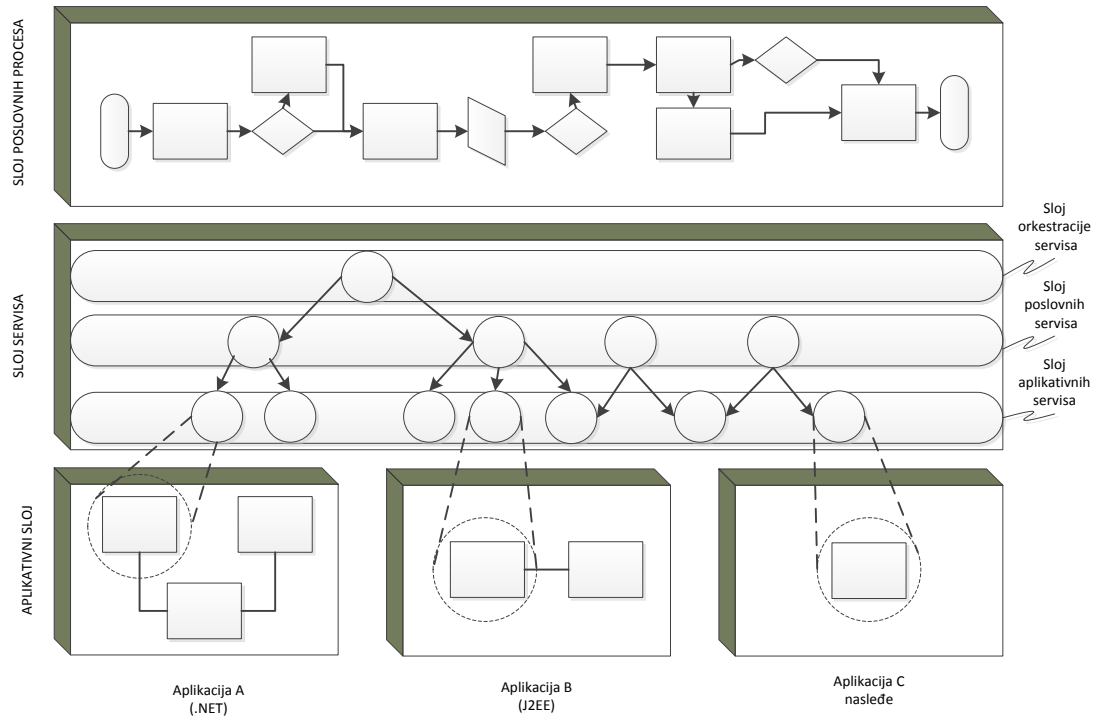 SLOJ POSLOVNIH PROCESA
SLOJ SERVISA
Sloj
orkestracije
servisa
Sloj
poslovnih
servisa
Sloj
aplikativnih
servisa
APLIKATIVNI SLOJ
Aplikacija A
(.NET)
Aplikacija B
(J2EE)
Aplikacija C
nasleđe